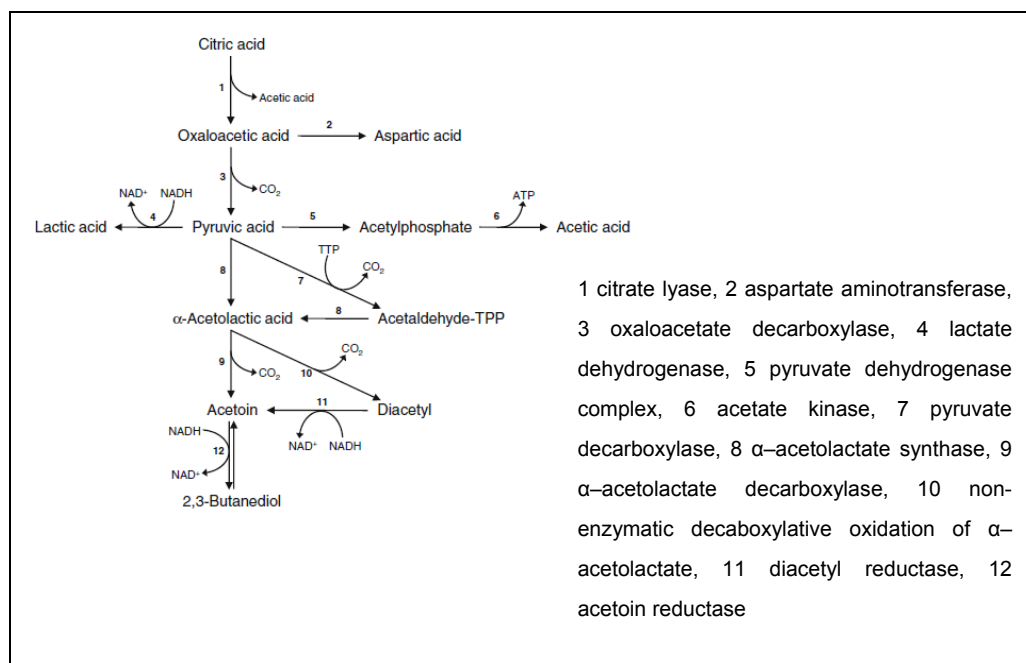 Citric acid
1
Acetic acid
Oxaloacetic acid
2
Aspartic acid
3
CO₂
NAD⁺
NADH
ATP
Lactic acid
4
Pyruvic acid
5
Acetylphosphate
6
Acetic acid
TTP
8
7
CO₂
α-Acetolactic acid
8
Acetaldehyde-TPP
9
CO₂
10
CO₂
Acetoin
11
Diacetyl
NADH
12
NAD⁺
NAD⁺
NADH
2,3-Butanediol
1 citrate lyase, 2 aspartate aminotransferase,
3 oxaloacetate decarboxylase, 4 lactate
dehydrogenase, 5 pyruvate dehydrogenase
complex, 6 acetate kinase, 7 pyruvate
decarboxylase, 8 α–acetolactate synthase, 9
α–acetolactate decarboxylase, 10 non-
enzymatic decaboxylative oxidation of α–
acetolactate, 11 diacetyl reductase, 12
acetoin reductase